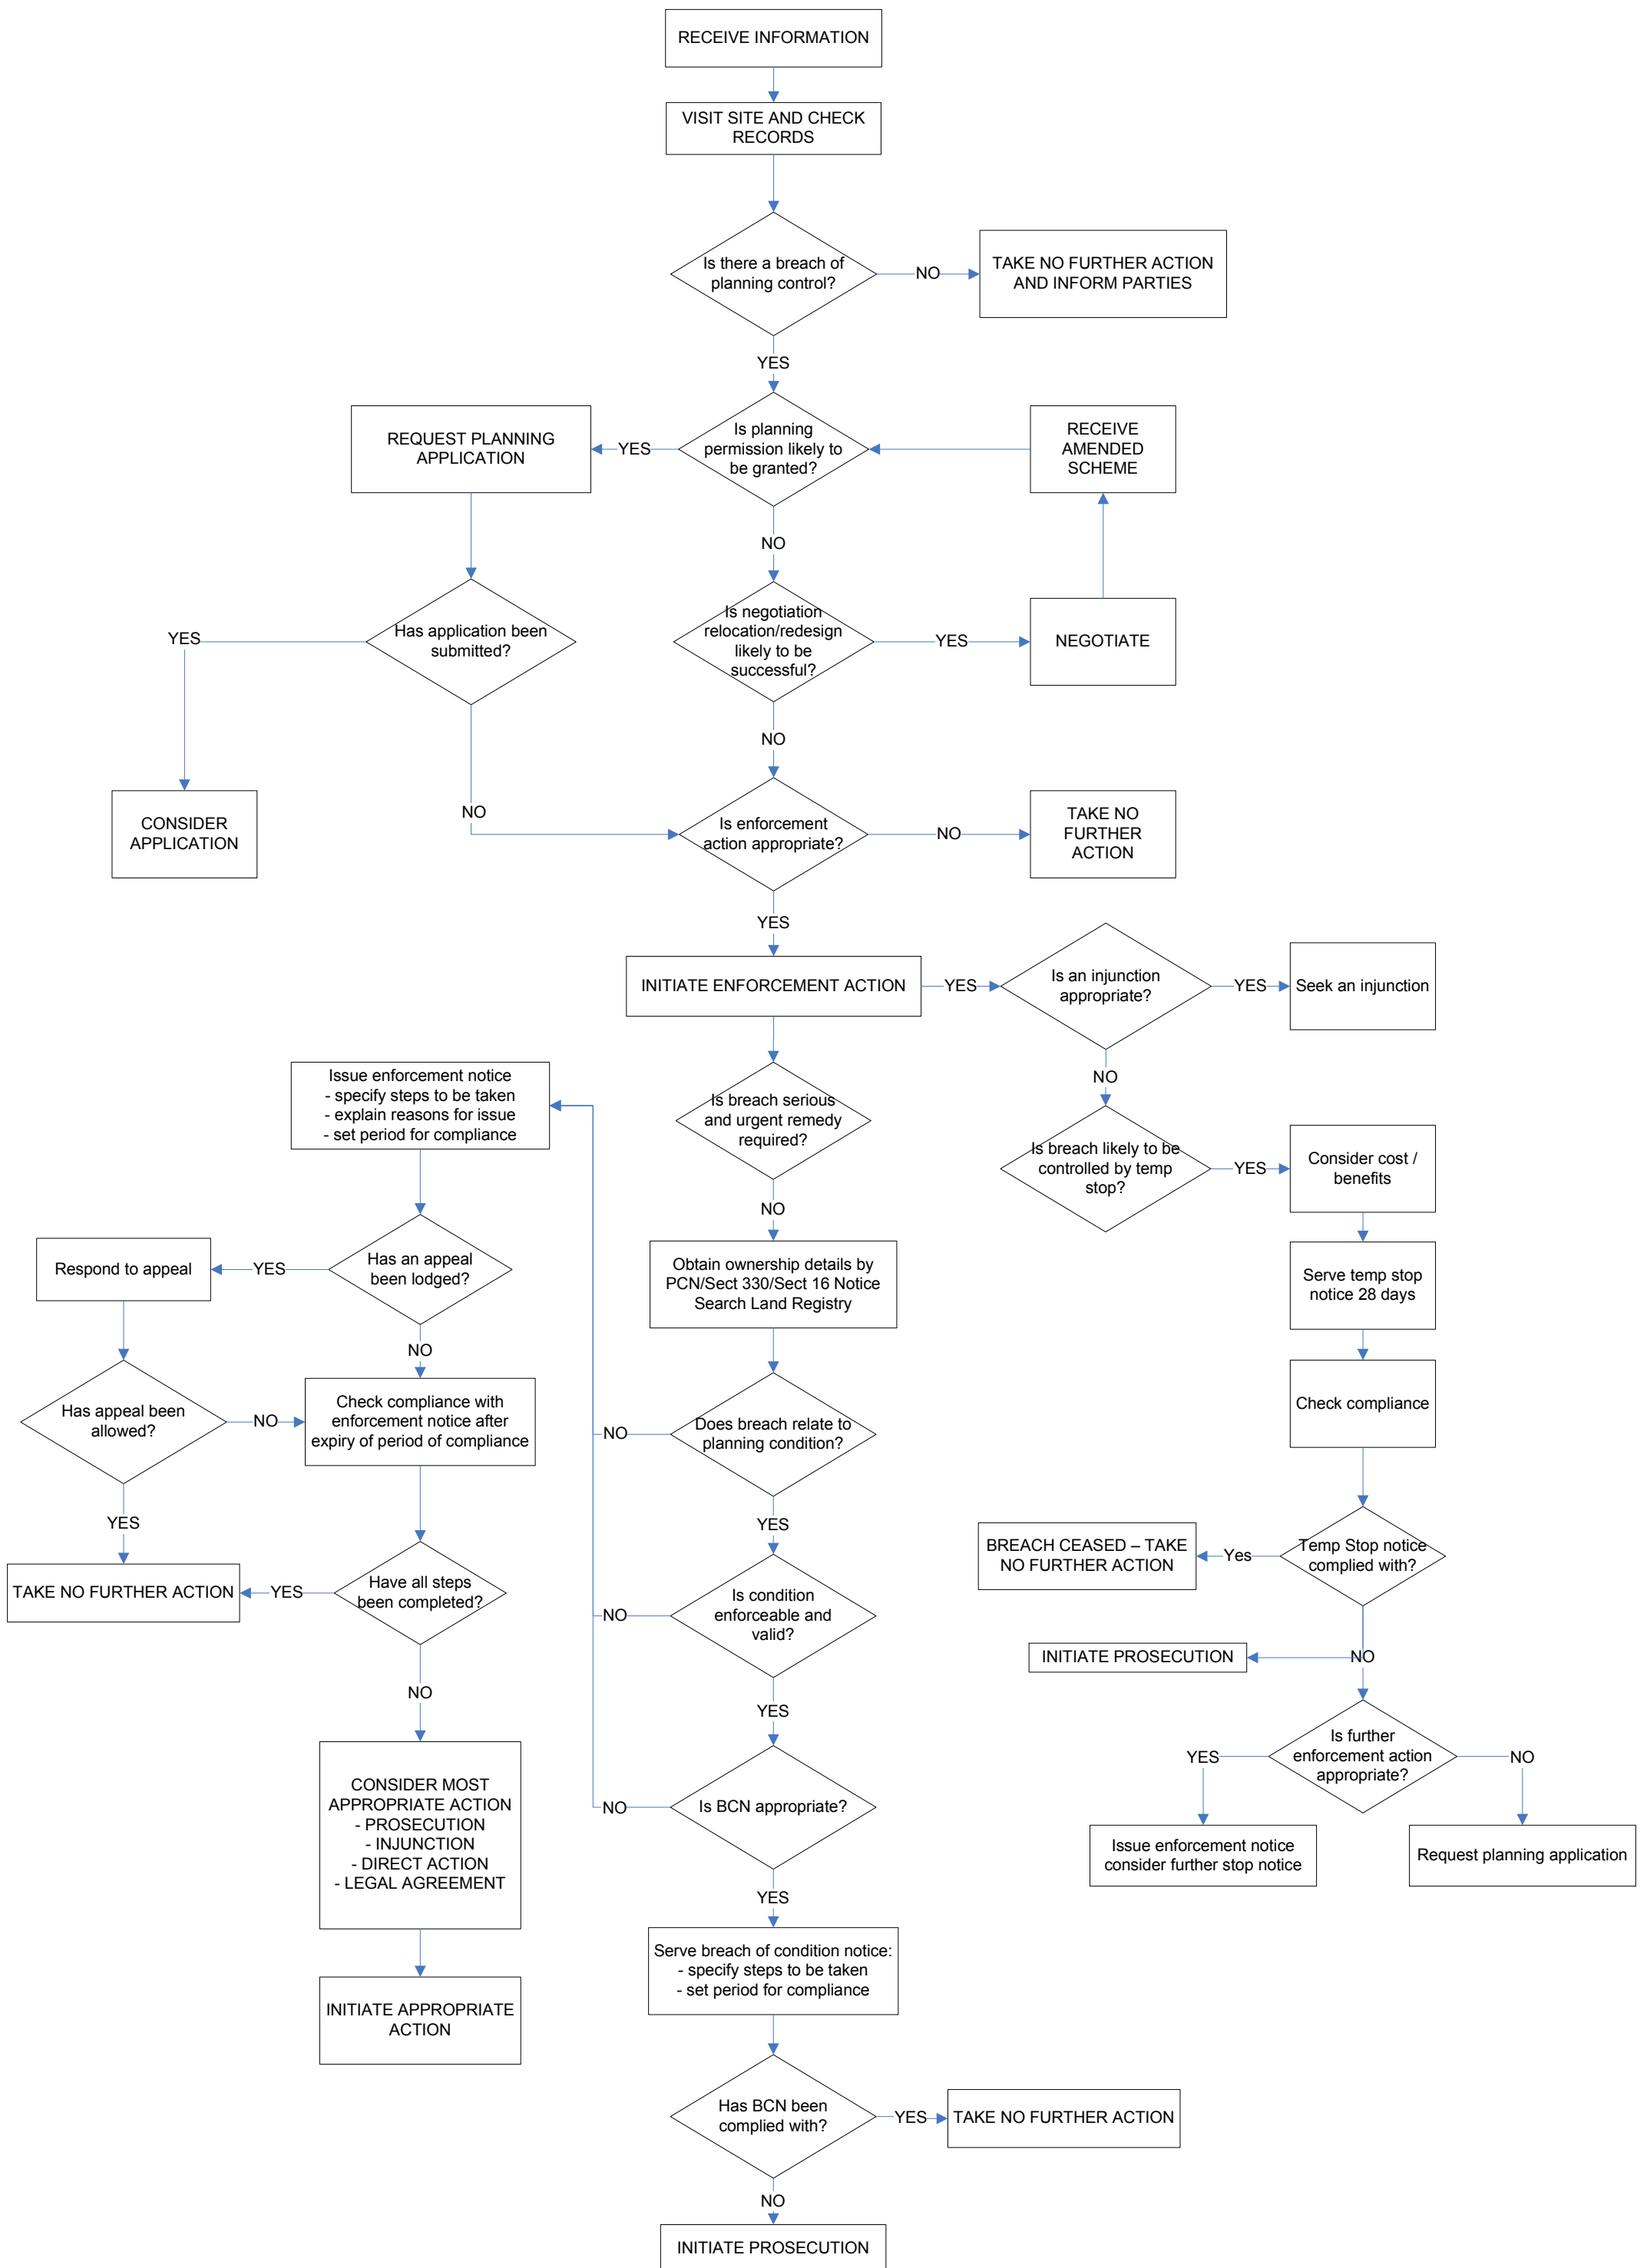 RECEIVE INFORMATION
VISIT SITE AND CHECK
RECORDS
Is there a breach of
planning control?
NO
TAKE NO FURTHER ACTION
AND INFORM PARTIES
YES
REQUEST PLANNING
APPLICATION
YES
Is planning
permission likely to
be granted?
RECEIVE
AMENDED
SCHEME
NO
YES
Has application been
submitted?
Is negotiation
relocation/redesign
likely to be
successful?
YES
NEGOTIATE
NO
CONSIDER
APPLICATION
NO
Is enforcement
action appropriate?
NO
TAKE NO
FURTHER
ACTION
YES
INITIATE ENFORCEMENT ACTION
YES
Is an injunction
appropriate?
YES
Seek an injunction
NO
Issue enforcement notice
- specify steps to be taken
- explain reasons for issue
- set period for compliance
Is breach serious
and urgent remedy
required?
Is breach likely to be
controlled by temp
stop?
YES
Consider cost /
benefits
NO
Respond to appeal
YES
Has an appeal
been lodged?
Obtain ownership details by
PCN/Sect 330/Sect 16 Notice
Search Land Registry
Serve temp stop
notice 28 days
NO
Has appeal been
allowed?
NO
Check compliance with
enforcement notice after
expiry of period of compliance
NO
Does breach relate to
planning condition?
Check compliance
YES
YES
TAKE NO FURTHER ACTION
YES
Have all steps
been completed?
NO
Is condition
enforceable and
valid?
BREACH CEASED – TAKE
NO FURTHER ACTION
Yes
Temp Stop notice
complied with?
INITIATE PROSECUTION
NO
NO
YES
CONSIDER MOST
APPROPRIATE ACTION
- PROSECUTION
- INJUNCTION
- DIRECT ACTION
- LEGAL AGREEMENT
NO
Is BCN appropriate?
YES
Is further
enforcement action
appropriate?
NO
Issue enforcement notice
consider further stop notice
Request planning application
YES
INITIATE APPROPRIATE
ACTION
Serve breach of condition notice:
- specify steps to be taken
- set period for compliance
Has BCN been
complied with?
YES
TAKE NO FURTHER ACTION
NO
INITIATE PROSECUTION